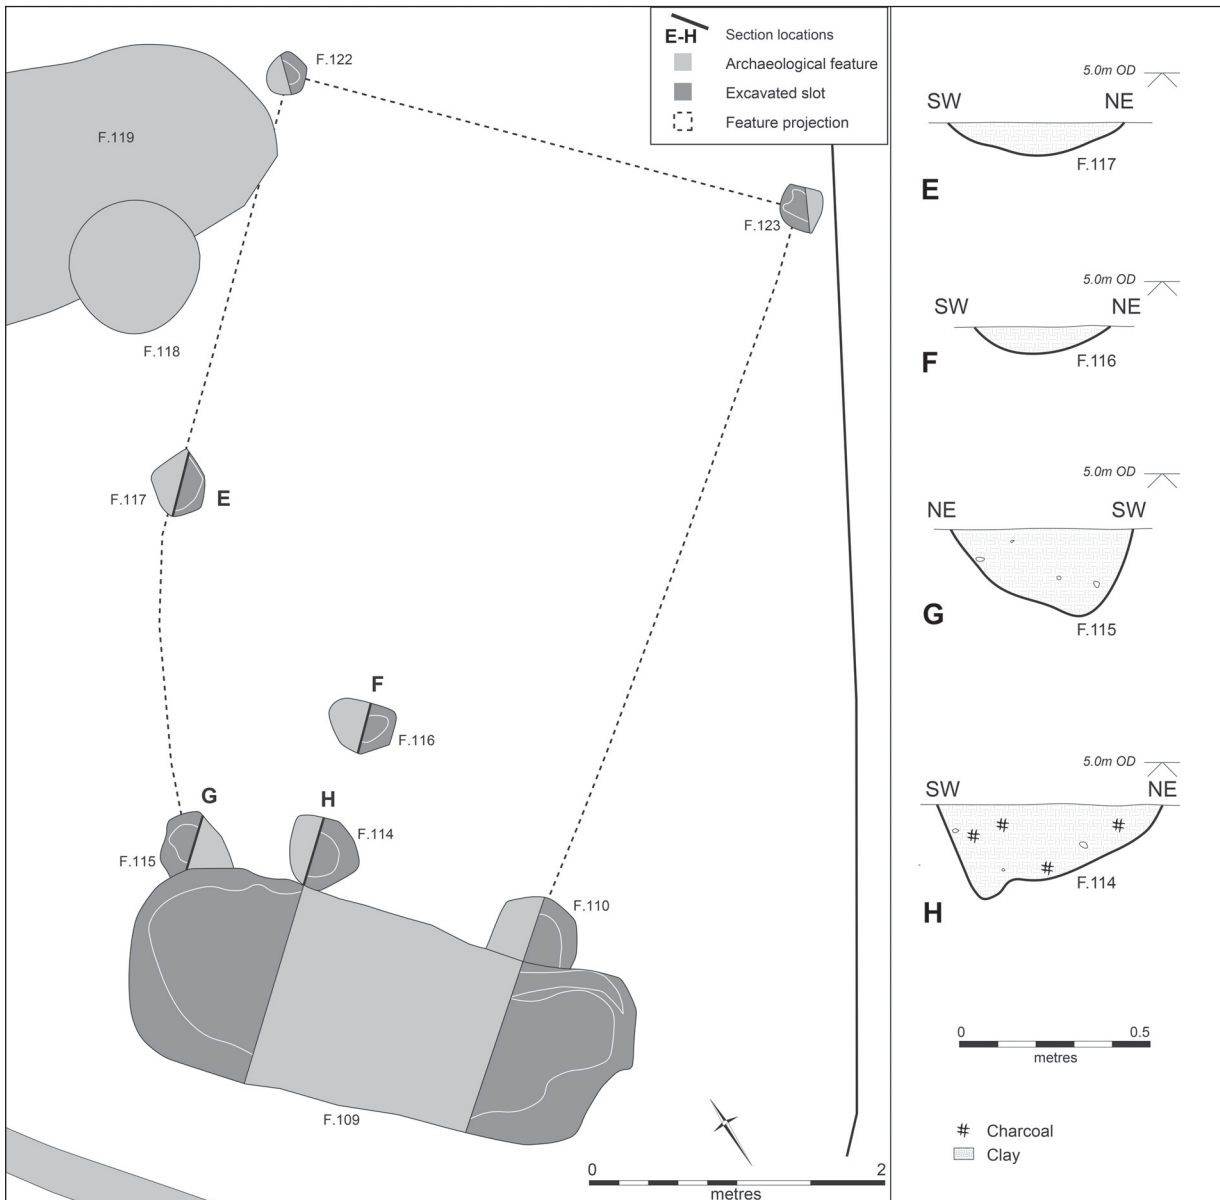 E-H Section locations
Archaeological feature
Excavated slot
Feature projection
F.122
F.119
F.123
F.118
F.117
E
F
F.116
G
H
F.114
F.115
F.110
F.109
0 2
metres
5.0m OD
SW NE
F.117
E
5.0m OD
SW NE
F.116
F
5.0m OD
NE SW
F.115
G
5.0m OD
SW NE
F.114
H
0 0.5
metres
Charcoal
Clay